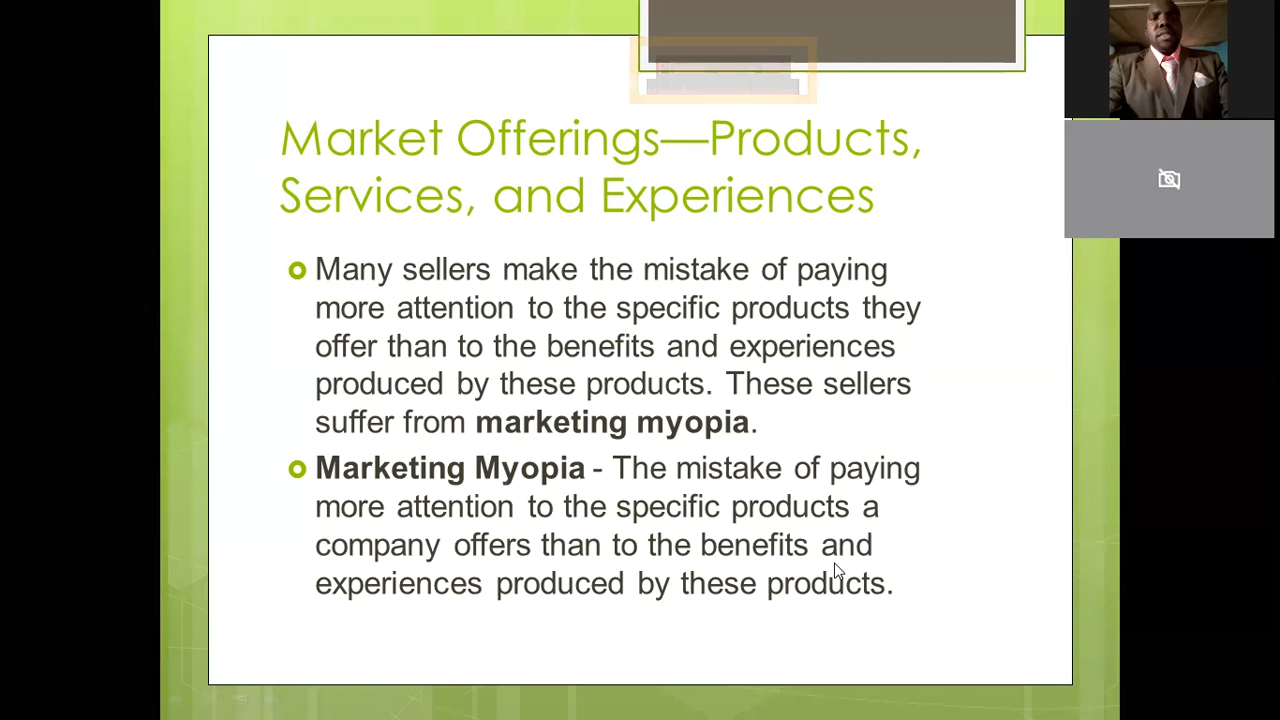 Market Offerings—Products,
Services, and Experiences
Many sellers make the mistake of paying
more attention to the specific products they
offer than to the benefits and experiences
produced by these products. These sellers
suffer from marketing myopia.
Marketing Myopia - The mistake of paying
more attention to the specific products a
company offers than to the benefits and
experiences produced by these products.